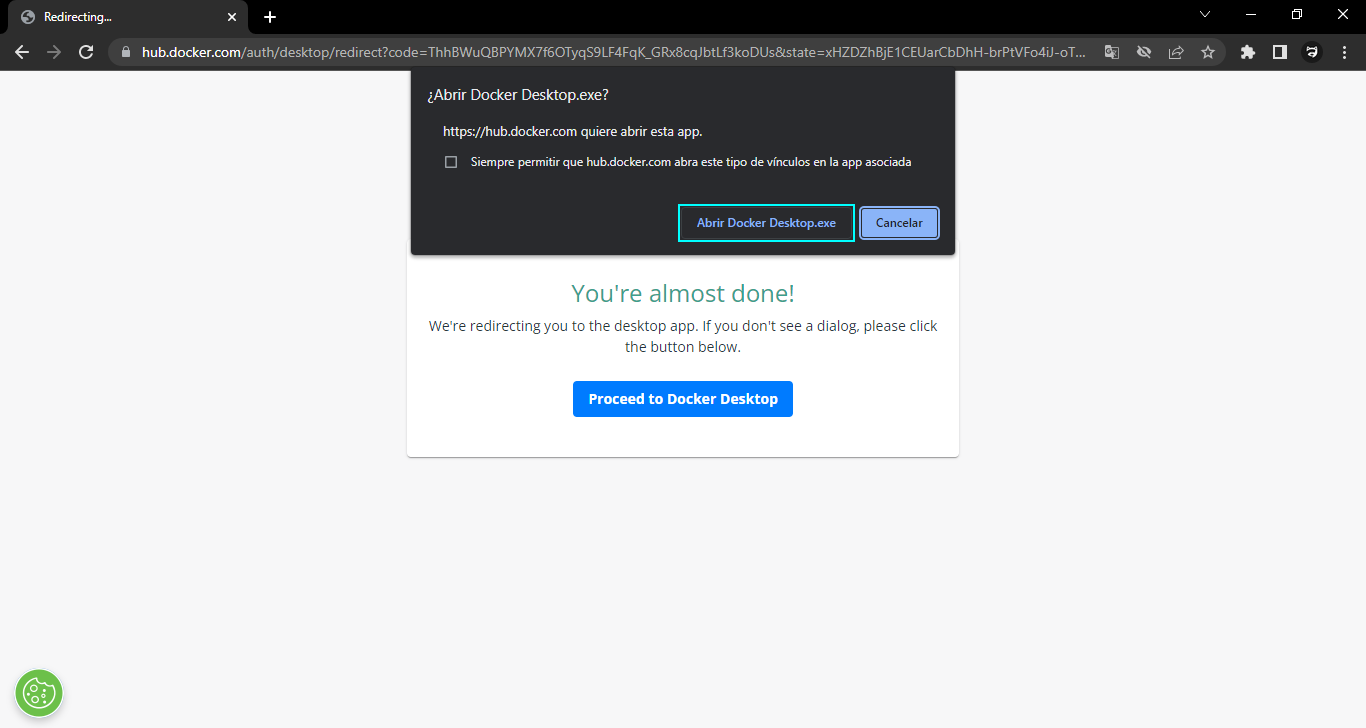 Redirecting...
hub.docker.com/auth/desktop/redirect?code=ThhBWuQBPYMX7f6OTyqS9LF4FqK_GRx8cqJbtLf3koDUs&state=xHZDZhBjE1CEUarCbDhH-brPtVFo4iJ-oT...
¿Abrir Docker Desktop.exe?
https://hub.docker.com quiere abrir esta app.
Siempre permitir que hub.docker.com abra este tipo de vínculos en la app asociada
Abrir Docker Desktop.exe
Cancelar
You're almost done!
We're redirecting you to the desktop app. If you don't see a dialog, please click
the button below.
Proceed to Docker Desktop